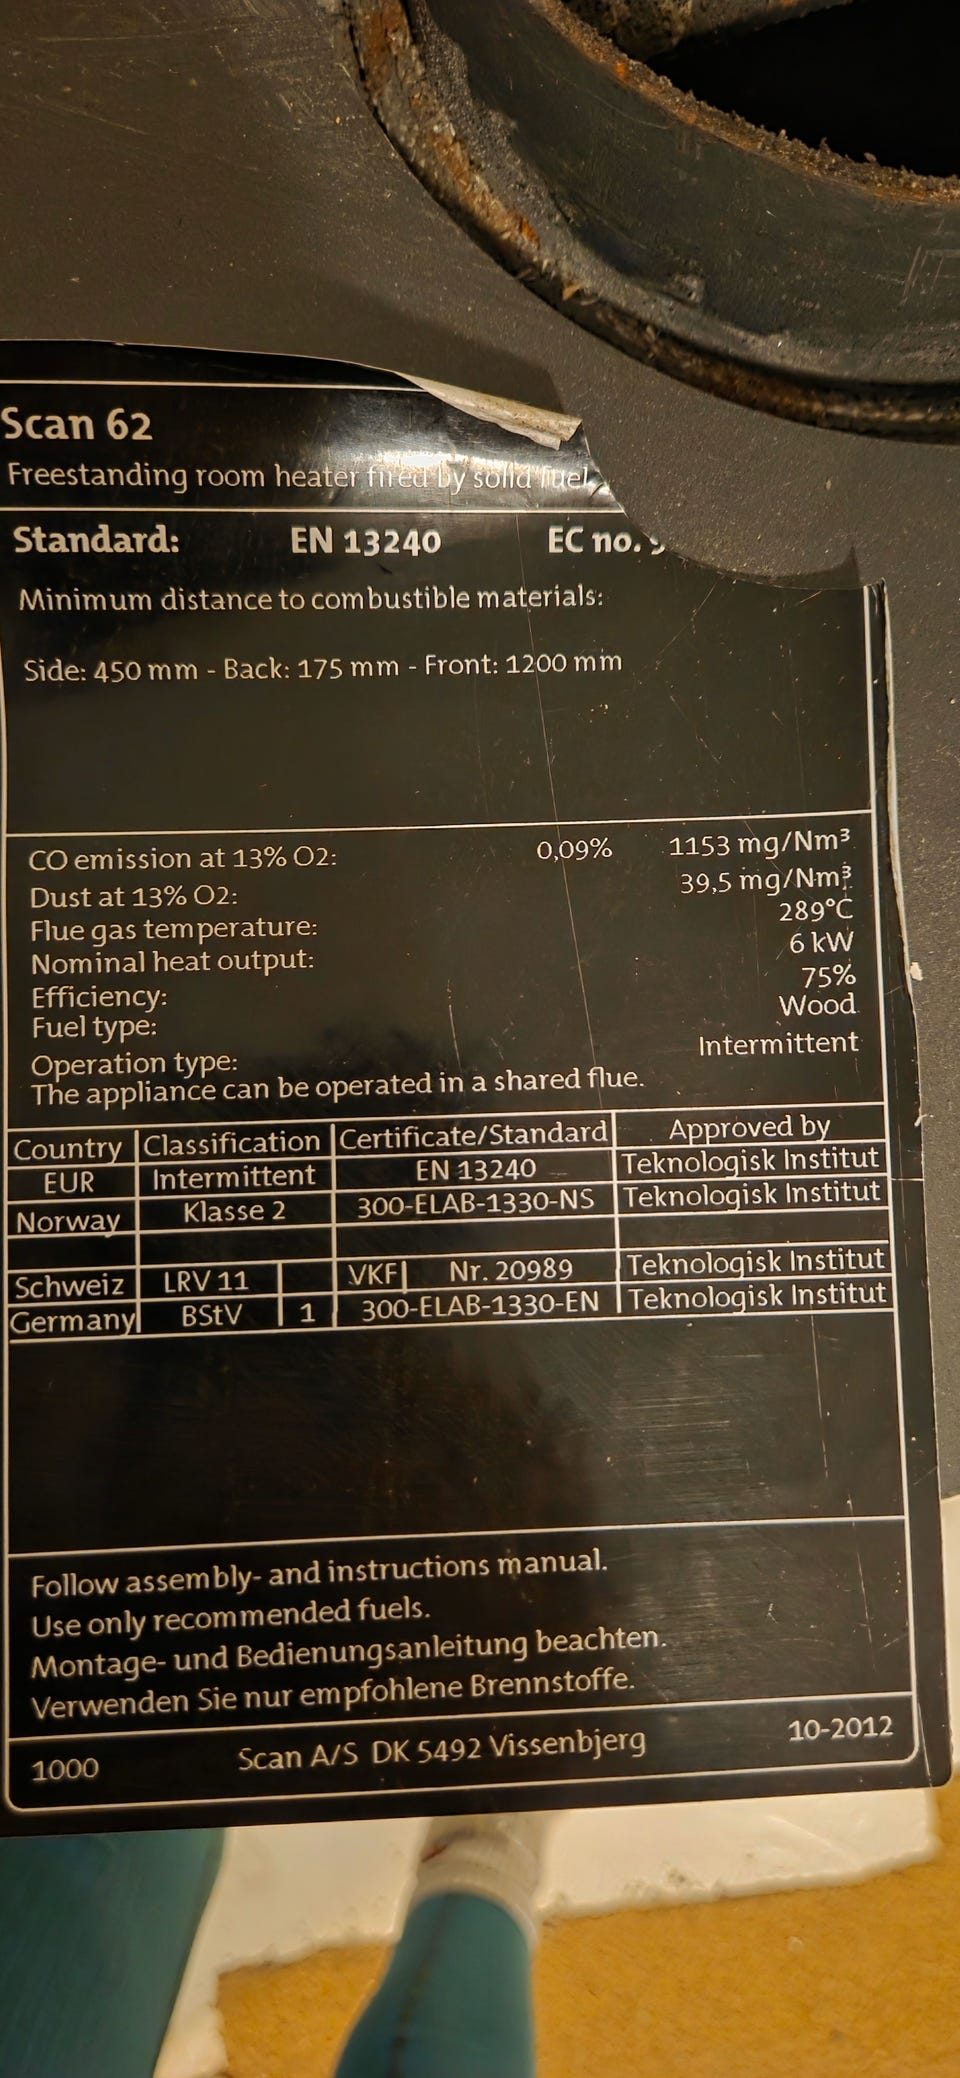 Scan 62
Freestanding room heater fired by solid fuel
Standard: EN 13240 EC no.
Minimum distance to combustible materials:
Side: 450 mm - Back: 175 mm - Front: 1200 mm
CO emission at 13% O2: 0,09% 1153 mg/Nm³
Dust at 13% O2: 39,5 mg/Nm³
Flue gas temperature: 289°C
Nominal heat output: 6 kW
Efficiency: 75%
Fuel type: Wood
Operation type: Intermittent
The appliance can be operated in a shared flue.
Country Classification Certificate/Standard Approved by
EUR Intermittent EN 13240 Teknologisk Institut
Norway Klasse 2 300-ELAB-1330-NS Teknologisk Institut
Schweiz LRV 11 VKF Nr. 20989 Teknologisk Institut
Germany BStV 1 300-ELAB-1330-EN Teknologisk Institut
Follow assembly- and instructions manual.
Use only recommended fuels.
Montage- und Bedienungsanleitung beachten.
Verwenden Sie nur empfohlene Brennstoffe.
1000 Scan A/S DK 5492 Vissenbjerg 10-2012